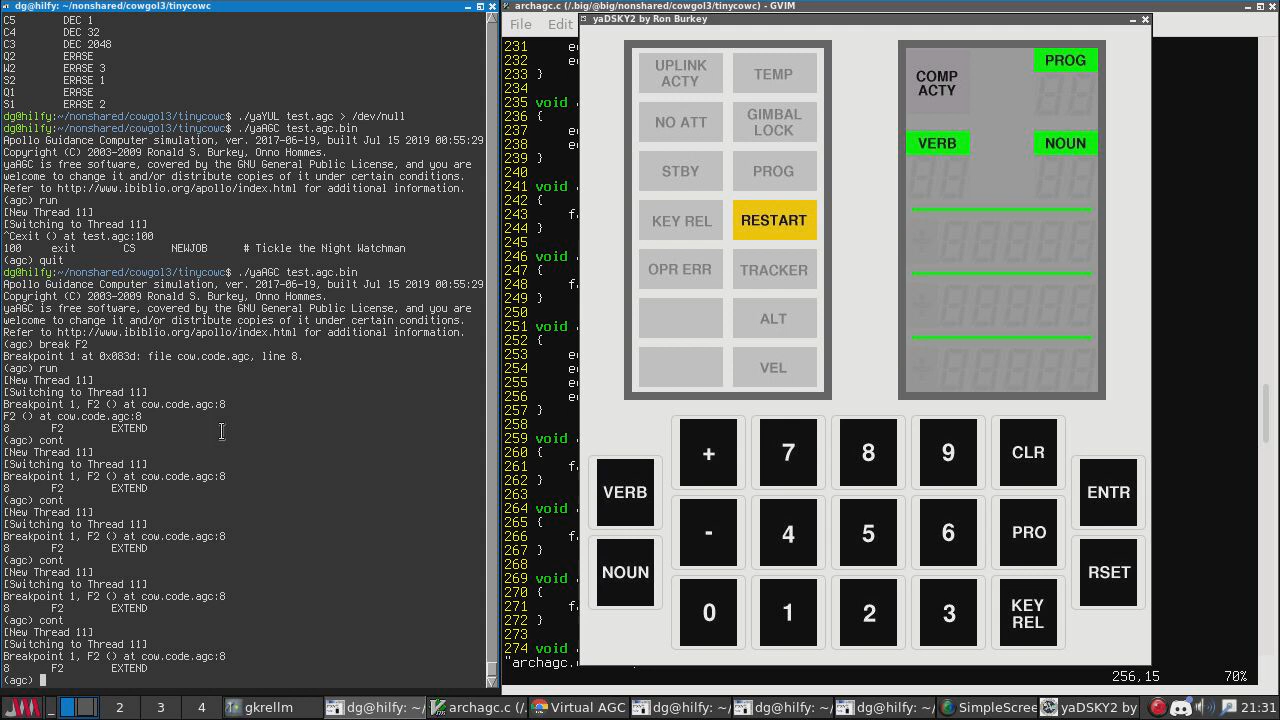 dg@hilfy: ~/nonshared/cowgol3/tinycowc
C5 DEC 1
C4 DEC 32
C3 DEC 2048
Q2 ERASE
W2 ERASE 3
S2 ERASE 1
Q1 ERASE
S1 ERASE 2
dg@hilfy:~/nonshared/cowgol3/tinycowc$ ./yaYUL test.agc > /dev/null
dg@hilfy:~/nonshared/cowgol3/tinycowc$ ./yaAGC test.agc.bin
Apollo Guidance Computer simulation, ver. 2017-06-19, built Jul 15 2019 00:55:29
Copyright (C) 2003-2009 Ronald S. Burkey, Onno Hommes.
yaAGC is free software, covered by the GNU General Public License, and you are
welcome to change it and/or distribute copies of it under certain conditions.
Refer to http://www.ibiblio.org/apollo/index.html for additional information.
(agc) run
[New Thread 11]
[Switching to Thread 11]
^Cexit () at test.agc:100
100 exit CS NEWJOB # Tickle the Night Watchman
(agc) quit
dg@hilfy:~/nonshared/cowgol3/tinycowc$ ./yaAGC test.agc.bin
Apollo Guidance Computer simulation, ver. 2017-06-19, built Jul 15 2019 00:55:29
Copyright (C) 2003-2009 Ronald S. Burkey, Onno Hommes.
yaAGC is free software, covered by the GNU General Public License, and you are
welcome to change it and/or distribute copies of it under certain conditions.
Refer to http://www.ibiblio.org/apollo/index.html for additional information.
(agc) break F2
Breakpoint 1 at 0x083d: file cow.code.agc, line 8.
(agc) run
[New Thread 11]
[Switching to Thread 11]
Breakpoint 1, F2 () at cow.code.agc:8
F2 () at cow.code.agc:8
8 F2 EXTEND
(agc) cont
[New Thread 11]
[Switching to Thread 11]
Breakpoint 1, F2 () at cow.code.agc:8
8 F2 EXTEND
(agc) cont
[New Thread 11]
[Switching to Thread 11]
Breakpoint 1, F2 () at cow.code.agc:8
8 F2 EXTEND
(agc) cont
[New Thread 11]
[Switching to Thread 11]
Breakpoint 1, F2 () at cow.code.agc:8
8 F2 EXTEND
(agc) cont
[New Thread 11]
[Switching to Thread 11]
Breakpoint 1, F2 () at cow.code.agc:8
8 F2 EXTEND
(agc)
archagc.c (/.big/@big/nonshared/cowgol3/tinycowc) - GVIM
File Edit
231 e
232 e
233 }
234
235 void
236 {
237 e
238 e
239 }
240
241 void
242 {
243 f
244 }
245
246 void
247 {
248 f
249 }
250
251 void
252 {
253 e
254 e
255 e
256 e
257 }
258
259 void
260 {
261 f
262 }
263
264 void
265 {
266 f
267 }
268
269 void
270 {
271 f
272 }
273
274 void
"archagc.
256,15 70%
yaDSKY2 by Ron Burkey
UPLINK
ACTY
TEMP
NO ATT
GIMBAL
LOCK
STBY
PROG
KEY REL
RESTART
OPR ERR
TRACKER
ALT
VEL
COMP
ACTY
PROG
VERB
NOUN
+
7
8
9
CLR
VERB
ENTR
-
4
5
6
PRO
NOUN
RSET
0
1
2
3
KEY
REL
2 3 4 gkrellm dg@hilfy: ~/ archagc.c (/. Virtual AGC dg@hilfy: ~/ dg@hilfy: ~/ dg@hilfy: ~/ SimpleScree yaDSKY2 by 21:31